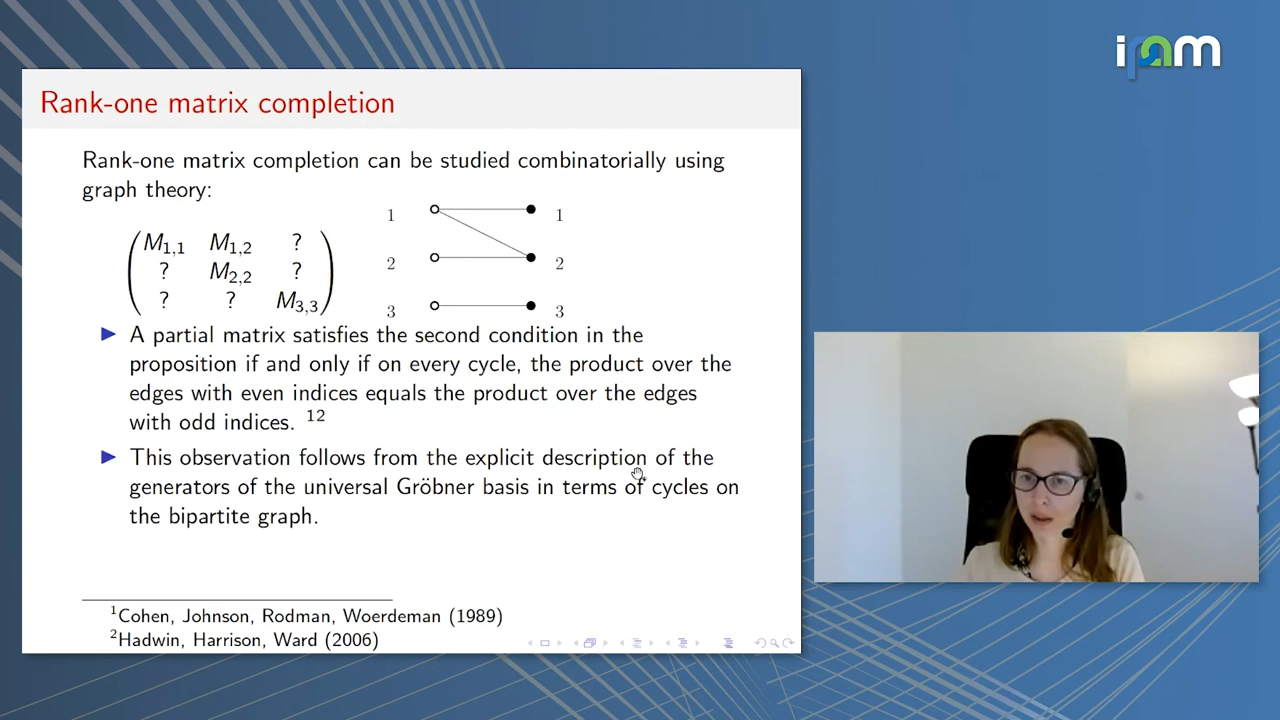 ipam
Rank-one matrix completion
Rank-one matrix completion can be studied combinatorially using
graph theory:
M1,1 M1,2 ?
? M2,2 ?
? ? M3,3
1 1
2 2
3 3
▶ A partial matrix satisfies the second condition in the
proposition if and only if on every cycle, the product over the
edges with even indices equals the product over the edges
with odd indices. 12
▶ This observation follows from the explicit description of the
generators of the universal Gröbner basis in terms of cycles on
the bipartite graph.
1Cohen, Johnson, Rodman, Woerdeman (1989)
2Hadwin, Harrison, Ward (2006)